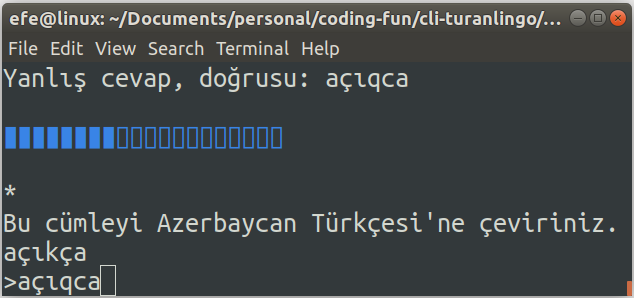 efe@linux: ~/Documents/personal/coding-fun/cli-turanlingo/...
File Edit View Search Terminal Help
Yanlış cevap, doğrusu: açıqca
*
Bu cümleyi Azerbaycan Türkçesi'ne çeviriniz.
açıkça
>açıqca